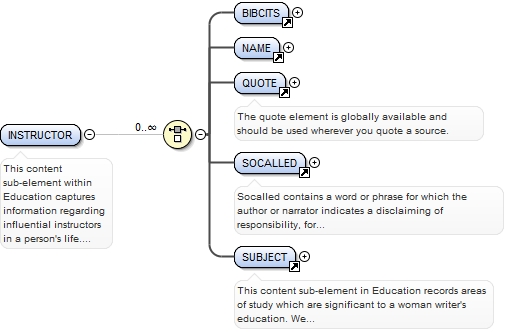 BIBCITS
NAME
QUOTE
The quote element is globally available and
should be used wherever you quote a source.
INSTRUCTOR
0..∞
This content
sub-element within
Education captures
information regarding
influential instructors
in a person's life....
SOCALLED
Socalled contains a word or phrase for which the
author or narrator indicates a disclaiming of
responsibility, for...
SUBJECT
This content sub-element in Education records areas
of study which are significant to a woman writer's
education. We...